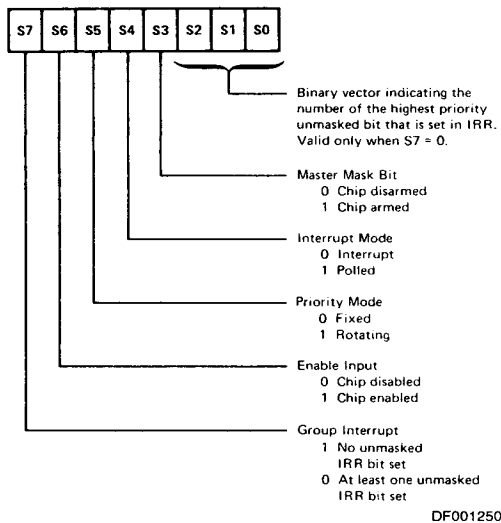 S7 S6 S5 S4 S3 S2 S1 S0
Binary vector indicating the
number of the highest priority
unmasked bit that is set in IRR.
Valid only when S7 = 0.
Master Mask Bit
0 Chip disarmed
1 Chip armed
Interrupt Mode
0 Interrupt
1 Polled
Priority Mode
0 Fixed
1 Rotating
Enable Input
0 Chip disabled
1 Chip enabled
Group Interrupt
1 No unmasked
IRR bit set
0 At least one unmasked
IRR bit set
DF001250